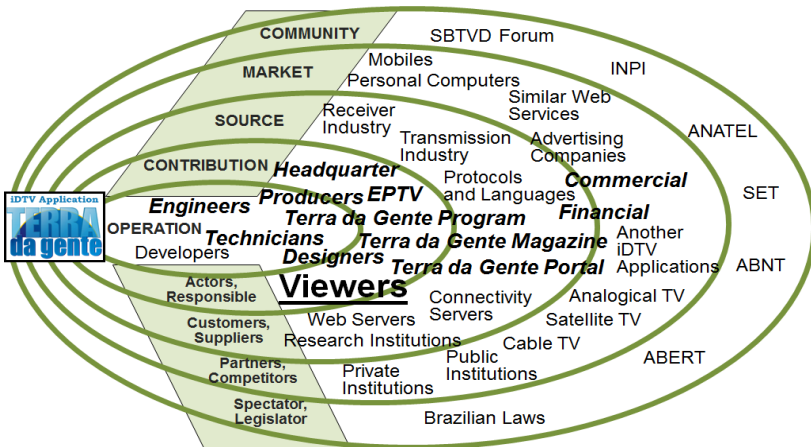 COMMUNITY
SBTVD Forum
MARKET
Mobiles
INPI
Personal Computers
Similar Web
Services
SOURCE
Receiver
Industry
Transmission
Industry
Advertising
Companies
ANATEL
CONTRIBUTION
Headquarter
Protocols
and Languages
Commercial
iDTV Application
TERRA
da gente
Engineers
Producers
EPTV
SET
OPERATION
Terra da Gente Program
Financial
Technicians
Terra da Gente Magazine
Another
iDTV
Applications
Developers
Designers
Terra da Gente Portal
ABNT
Actors,
Responsible
Viewers
Connectivity
Servers
Analogical TV
Customers,
Suppliers
Web Servers
Satellite TV
Research Institutions
Cable TV
Partners,
Competitors
Private
Institutions
Public
Institutions
ABERT
Spectator,
Legislator
Brazilian Laws